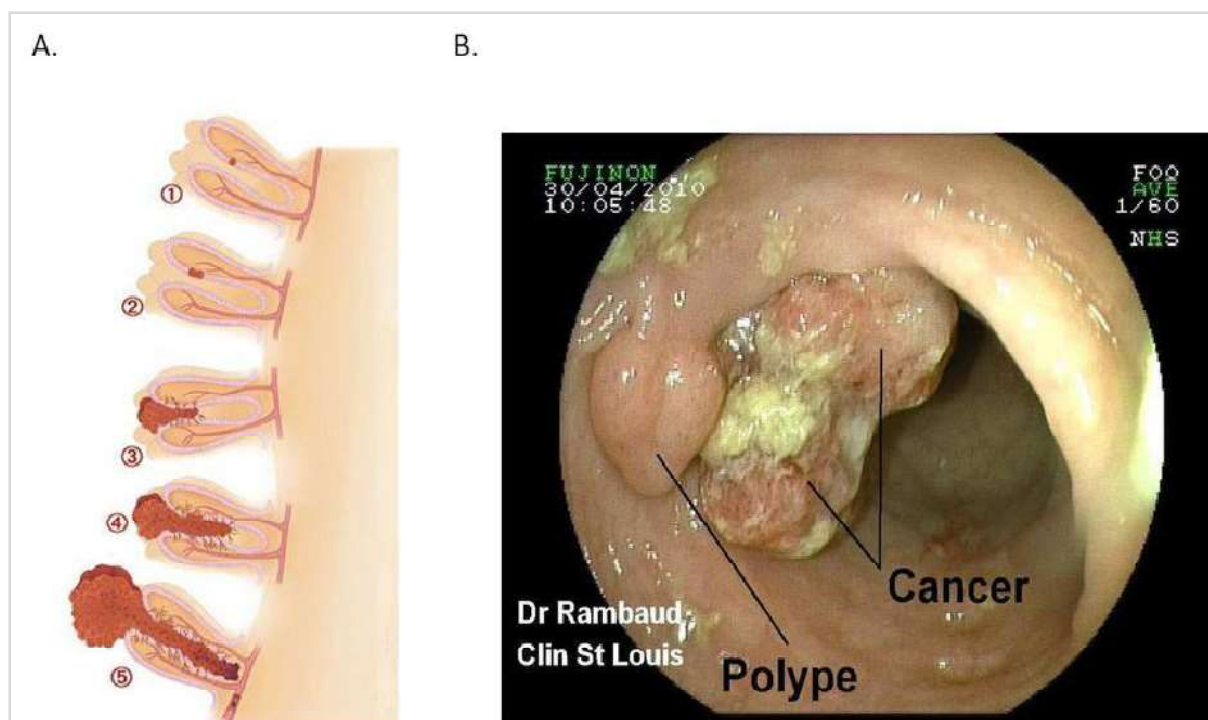 A.
B.
①
②
③
④
⑤
FUJINON
30/04/2010
10:05:48
FOO
AVE
1/60
NHS
Cancer
Dr Rambaud
Clin St Louis
Polype